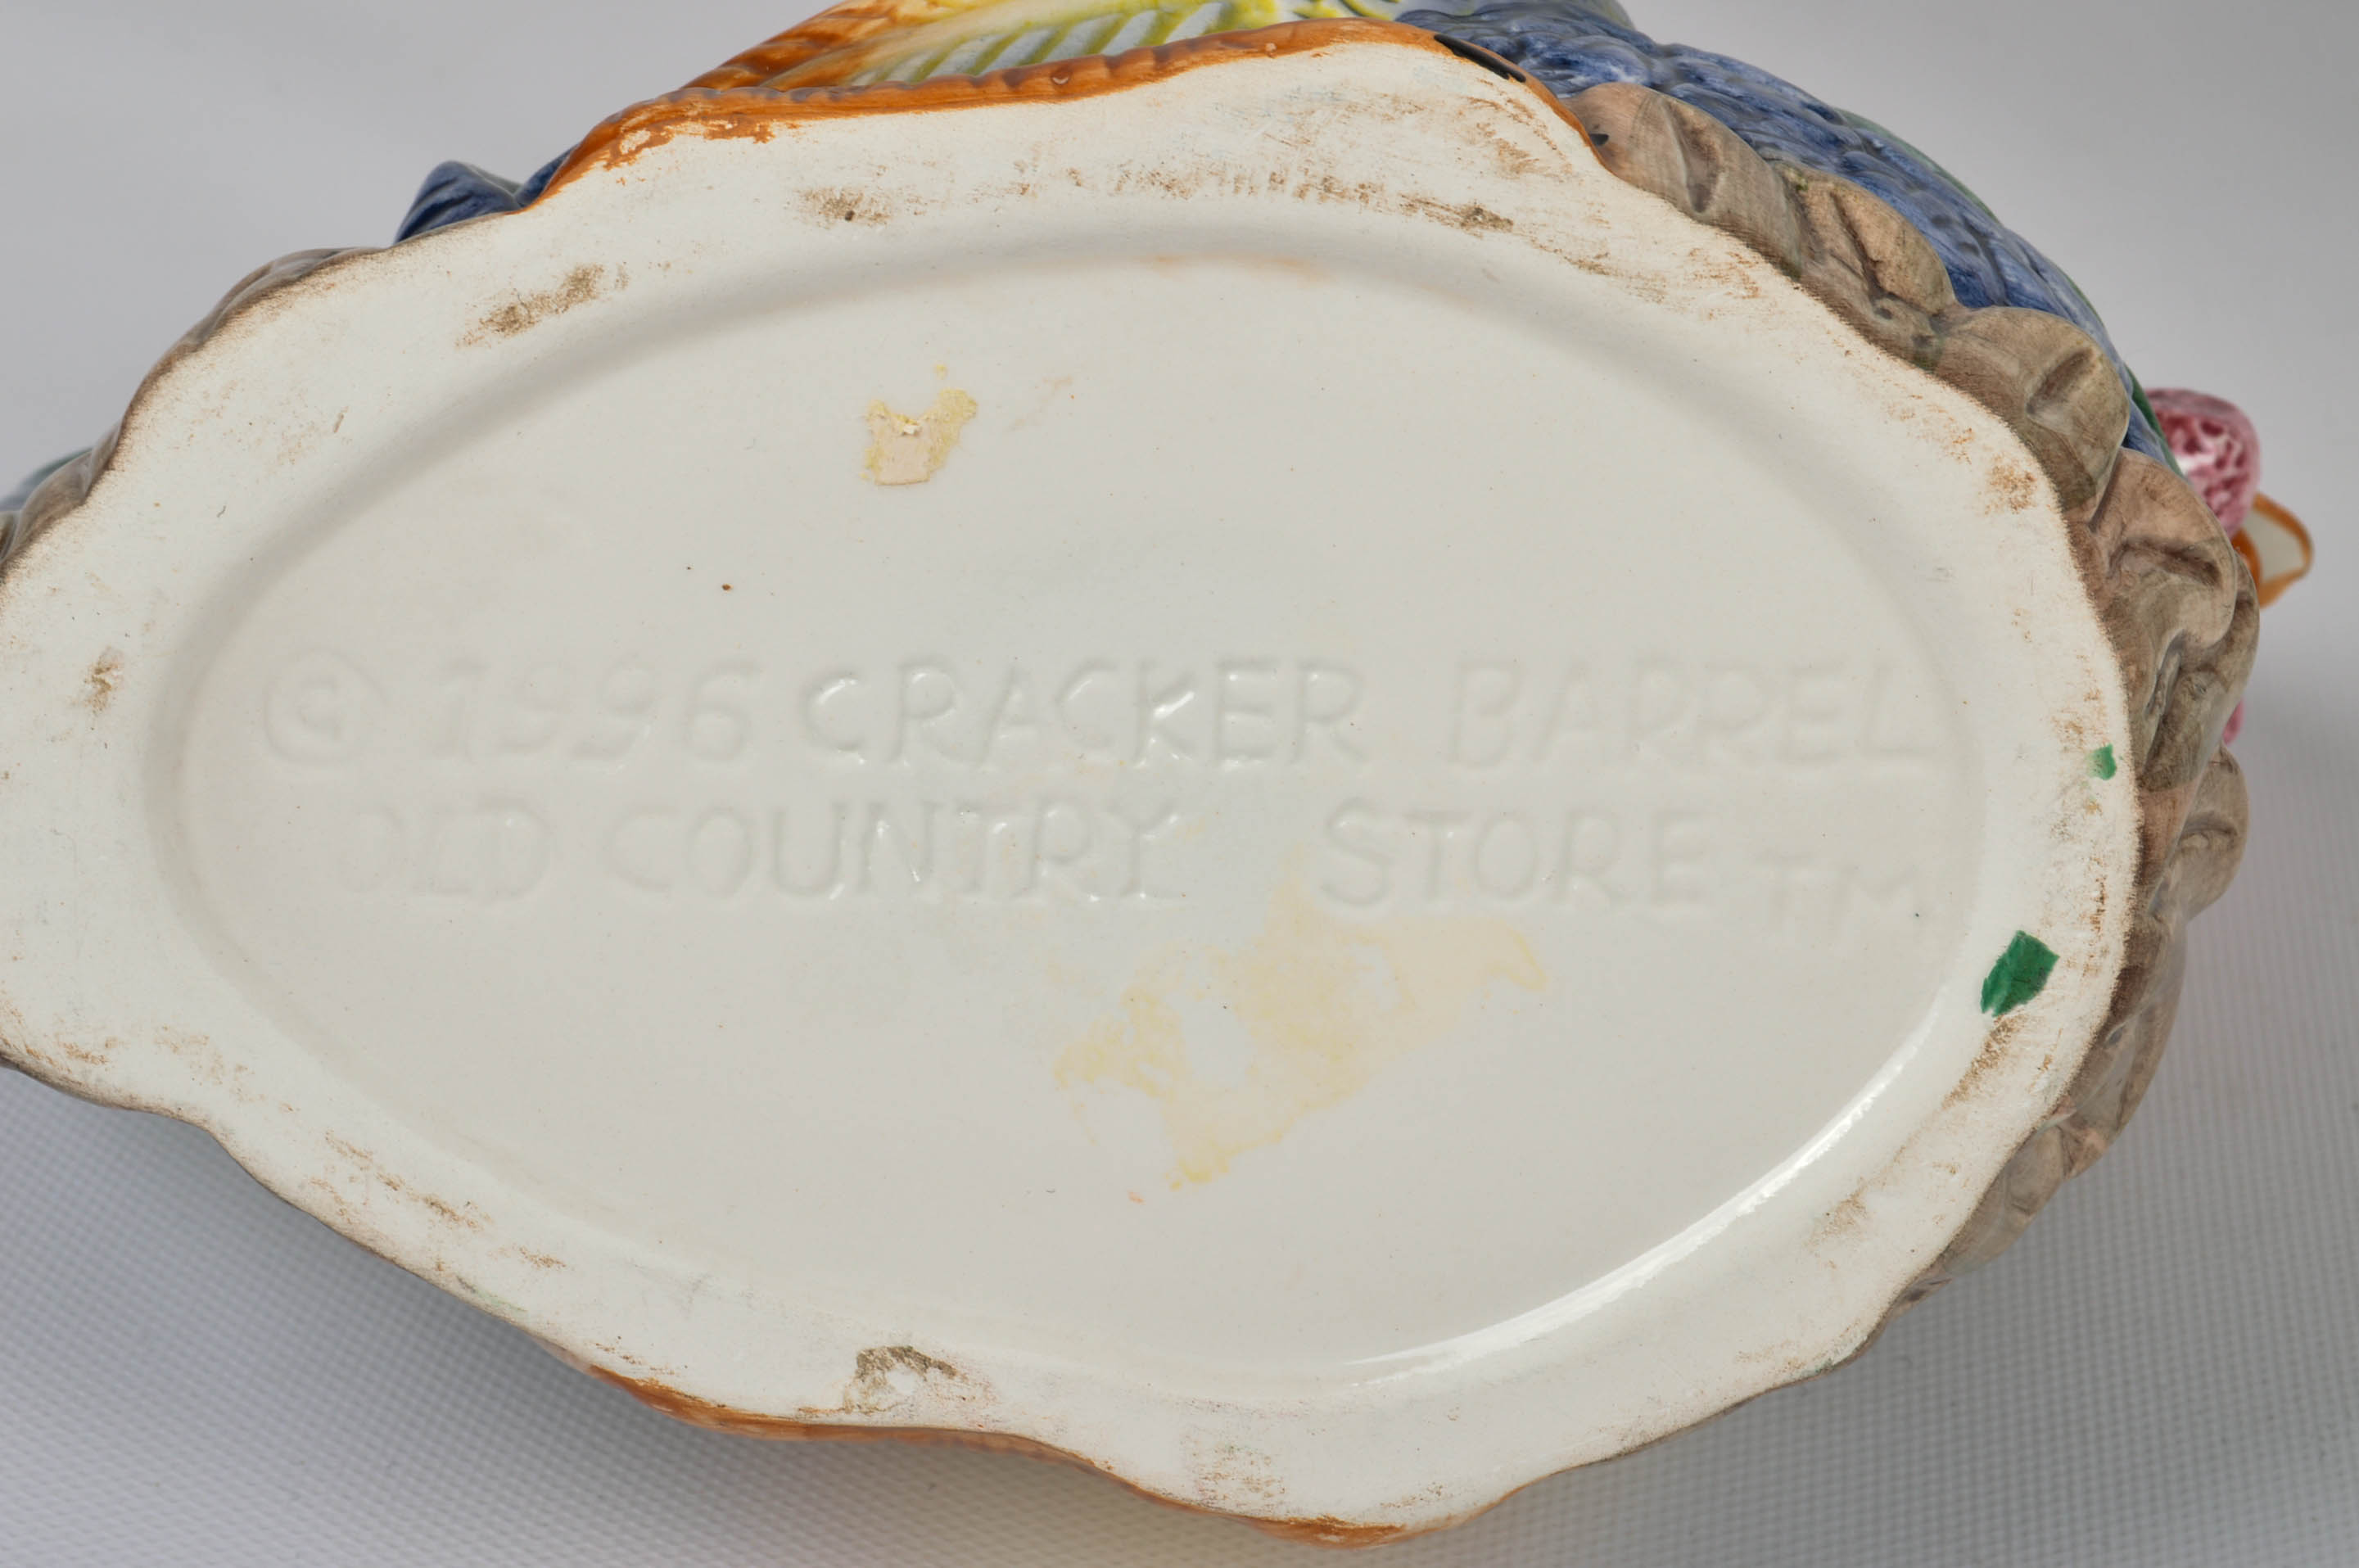 © 1996 CRACKER BARREL
OLD COUNTRY STORE TM